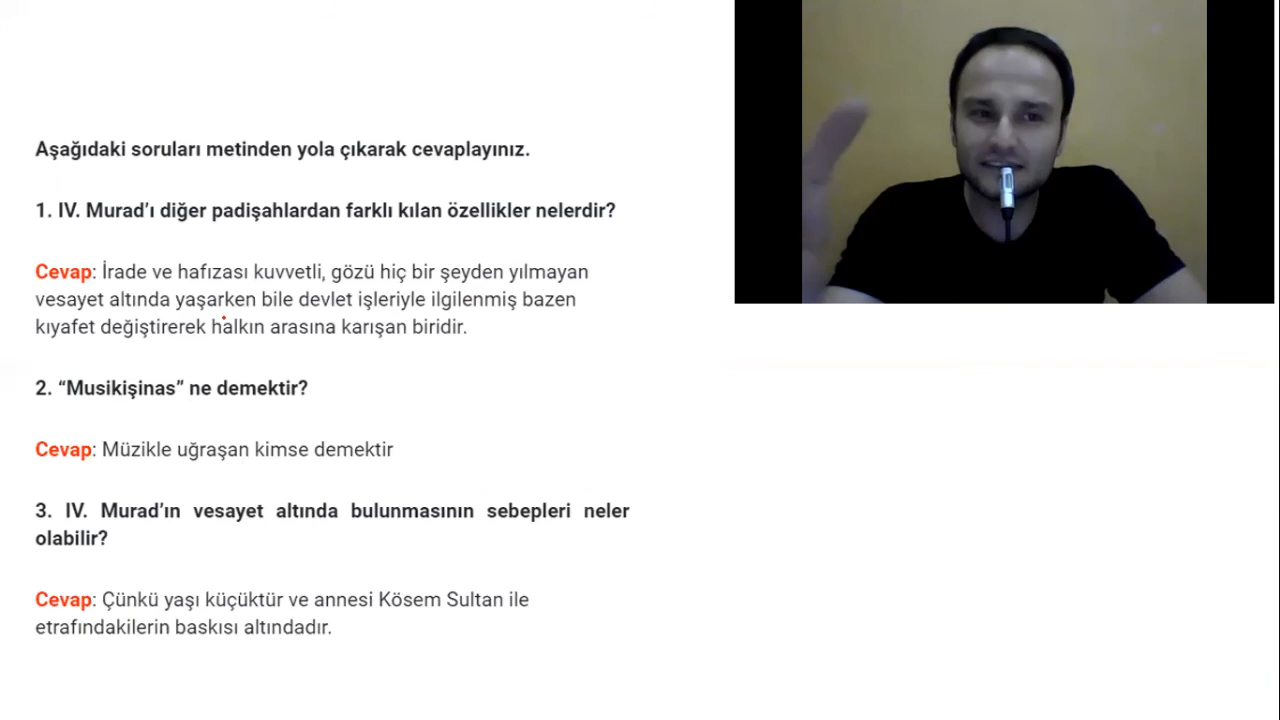 Aşağıdaki soruları metinden yola çıkarak cevaplayınız.
1. IV. Murad’ı diğer padişahlardan farklı kılan özellikler nelerdir?
Cevap: İrade ve hafızası kuvvetli, gözü hiç bir şeyden yılmayan
vesayet altında yaşarken bile devlet işleriyle ilgilenmiş bazen
kıyafet değiştirerek halkın arasına karışan biridir.
2. “Musikişinas” ne demektir?
Cevap: Müzikle uğraşan kimse demektir
3. IV. Murad’ın vesayet altında bulunmasının sebepleri neler
olabilir?
Cevap: Çünkü yaşı küçüktür ve annesi Kösem Sultan ile
etrafındakilerin baskısı altındadır.